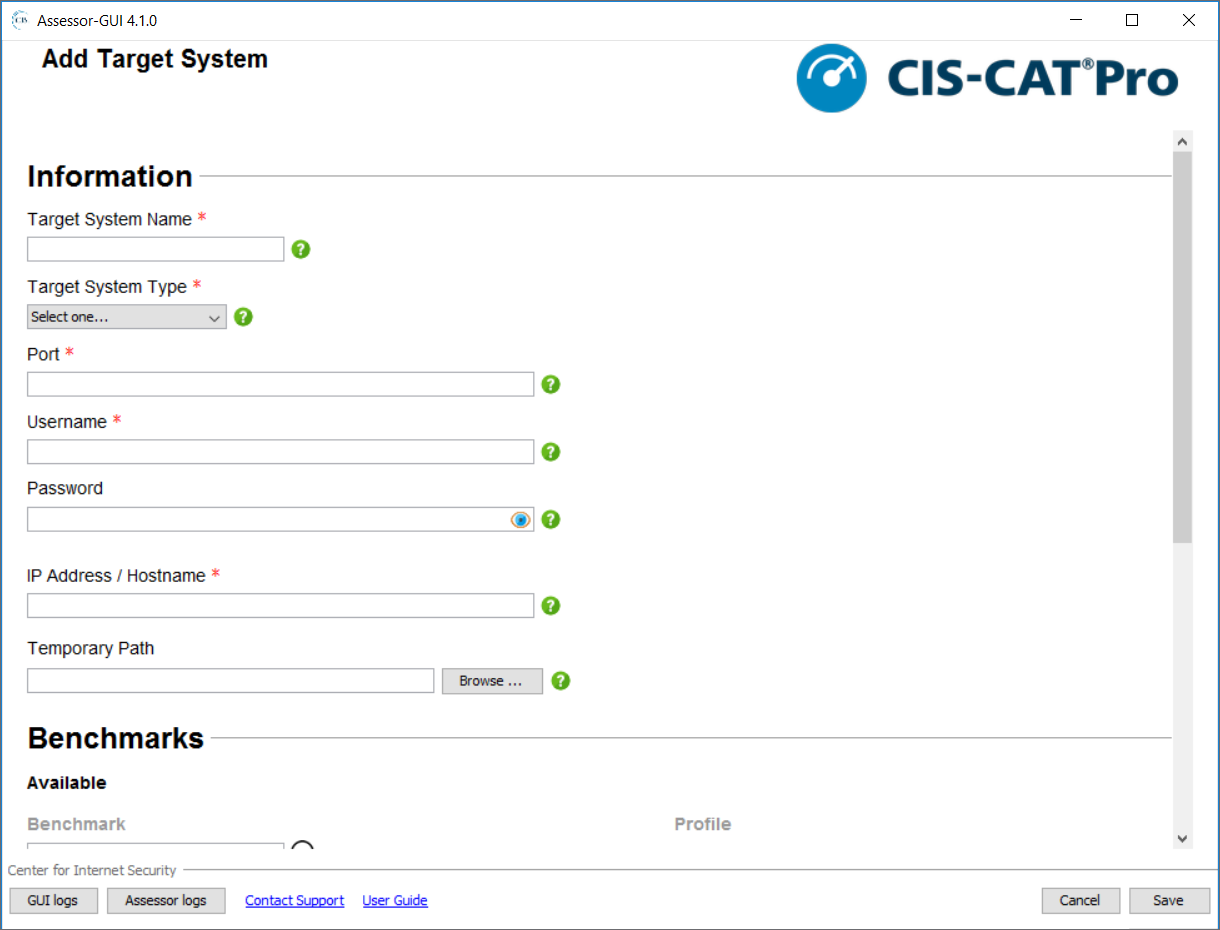 CIS
Assessor-GUI 4.1.0
Add Target System
CIS-CAT®Pro
Information
Target System Name *
?
Target System Type *
Select one...
?
Port *
?
Username *
?
Password
?
IP Address / Hostname *
?
Temporary Path
Browse ...
?
Benchmarks
Available
Benchmark Profile
Center for Internet Security
GUI logs Assessor logs Contact Support User Guide Cancel Save